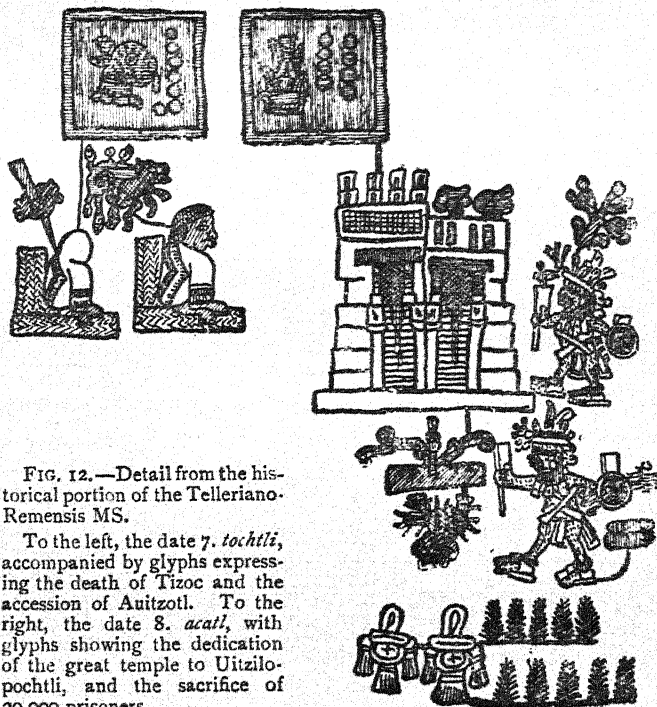 FIG. 12.—Detail from the his-
torical portion of the Telleriano-
Remensis MS.
To the left, the date 7. tochtli,
accompanied by glyphs express-
ing the death of Tizoc and the
accession of Auitzotl. To the
right, the date 8. acatl, with
glyphs showing the dedication
of the great temple to Uitzilo-
pochtli, and the sacrifice of
prisoners